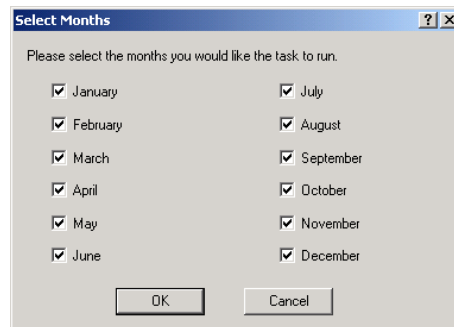 Select Months
Please select the months you would like the task to run.
January
February
March
April
May
June
July
August
September
October
November
December
OK
Cancel